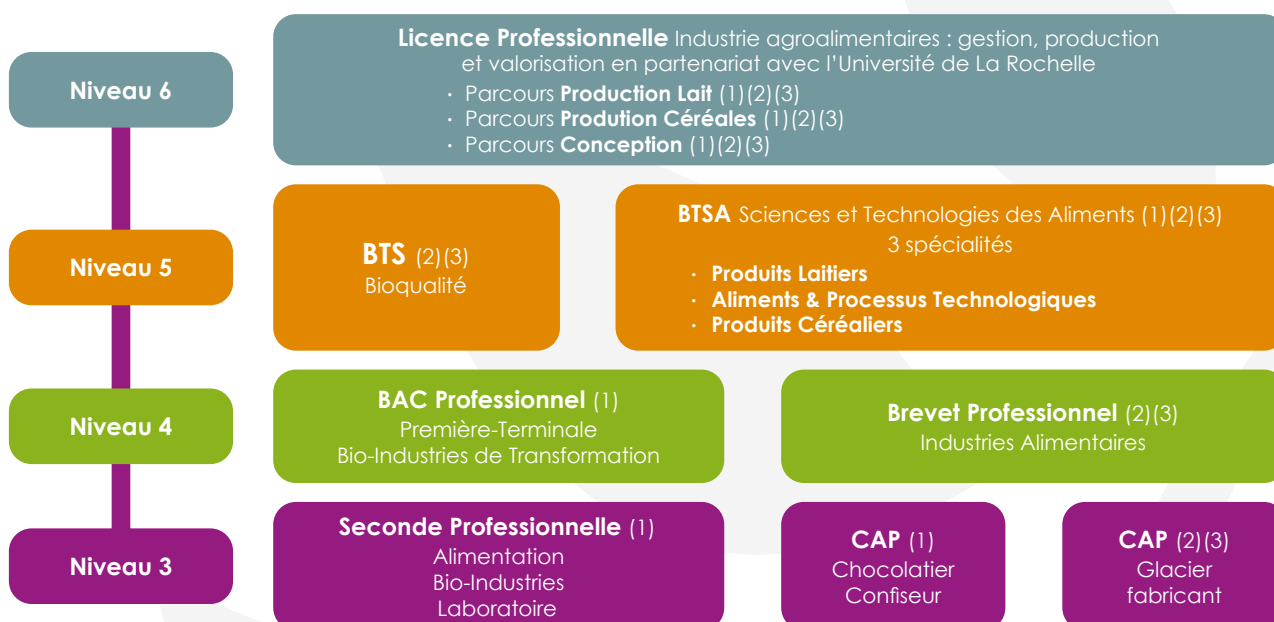 Niveau 6
Licence Professionnelle Industrie agroalimentaires : gestion, production
et valorisation en partenariat avec l'Université de La Rochelle
· Parcours Production Lait (1)(2)(3)
· Parcours Prodution Céréales (1)(2)(3)
· Parcours Conception (1)(2)(3)
Niveau 5
BTS (2)(3)
Bioqualité
BTSA Sciences et Technologies des Aliments (1)(2)(3)
3 spécialités
· Produits Laitiers
· Aliments & Processus Technologiques
· Produits Céréaliers
Niveau 4
BAC Professionnel (1)
Première-Terminale
Bio-Industries de Transformation
Brevet Professionnel (2)(3)
Industries Alimentaires
Niveau 3
Seconde Professionnelle (1)
Alimentation
Bio-Industries
Laboratoire
CAP (1)
Chocolatier
Confiseur
CAP (2)(3)
Glacier
fabricant